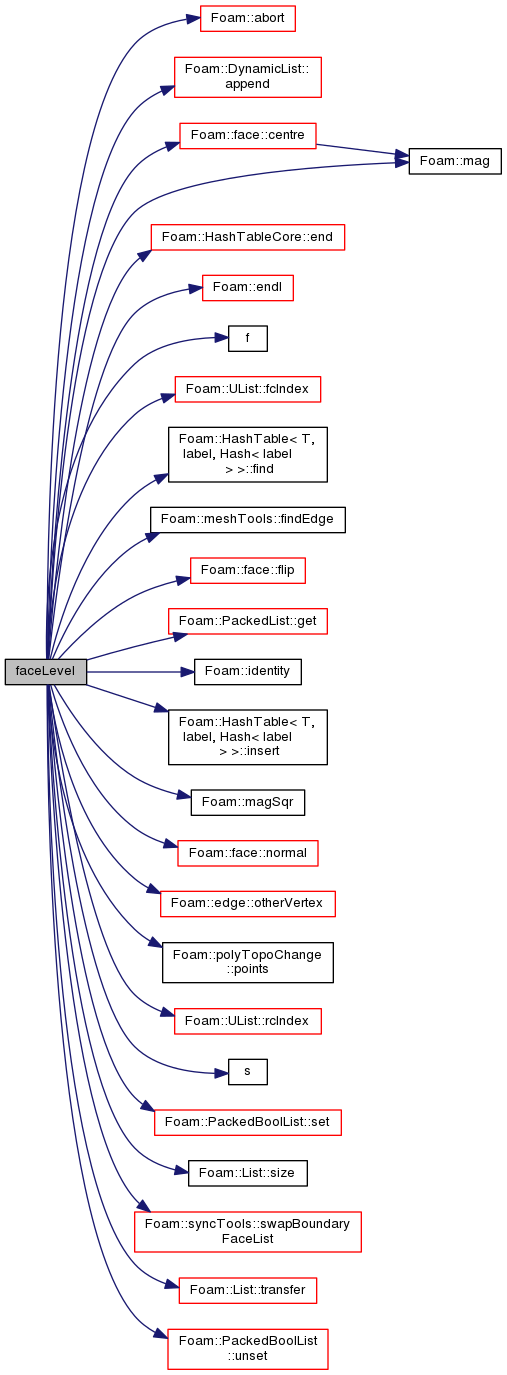 Foam::abort
Foam::DynamicList::
append
Foam::face::centre
Foam::mag
Foam::HashTableCore::end
Foam::endl
f
Foam::UList::fcIndex
Foam::HashTable< T,
label, Hash< label
> >::find
Foam::meshTools::findEdge
Foam::face::flip
Foam::PackedList::get
faceLevel
Foam::identity
Foam::HashTable< T,
label, Hash< label
> >::insert
Foam::magSqr
Foam::face::normal
Foam::edge::otherVertex
Foam::polyTopoChange
::points
Foam::UList::rcIndex
s
Foam::PackedBoolList::set
Foam::List::size
Foam::syncTools::swapBoundary
FaceList
Foam::List::transfer
Foam::PackedBoolList
::unset